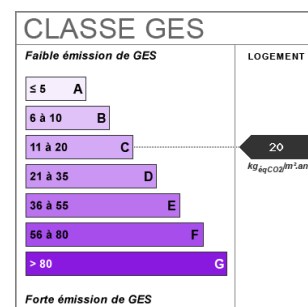 CLASSE GES
Faible émission de GES
LOGEMENT
≤ 5 A
6 à 10 B
11 à 20 C
20
kgéqCO2/m².an
21 à 35 D
36 à 55 E
56 à 80 F
> 80 G
Forte émission de GES